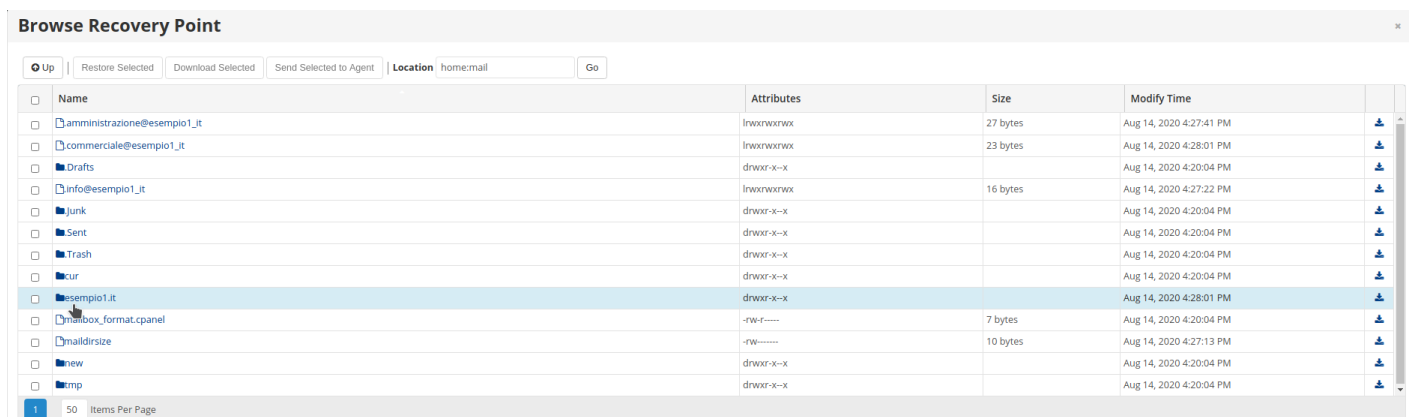 Browse Recovery Point
×
Up | Restore Selected Download Selected Send Selected to Agent | Location home:mail Go
Name Attributes Size Modify Time
.amministrazione@esempio1_it lrwxrwxrwx 27 bytes Aug 14, 2020 4:27:41 PM
.commerciale@esempio1_it lrwxrwxrwx 23 bytes Aug 14, 2020 4:28:01 PM
.Drafts drwxr-x--x Aug 14, 2020 4:20:04 PM
.info@esempio1_it lrwxrwxrwx 16 bytes Aug 14, 2020 4:27:22 PM
.Junk drwxr-x--x Aug 14, 2020 4:20:04 PM
.Sent drwxr-x--x Aug 14, 2020 4:20:04 PM
.Trash drwxr-x--x Aug 14, 2020 4:20:04 PM
cur drwxr-x--x Aug 14, 2020 4:20:04 PM
esempio1.it drwxr-x--x Aug 14, 2020 4:28:01 PM
mailbox_format.cpanel -rw-r----- 7 bytes Aug 14, 2020 4:20:04 PM
maildirsize -rw------- 10 bytes Aug 14, 2020 4:27:13 PM
new drwxr-x--x Aug 14, 2020 4:20:04 PM
tmp drwxr-x--x Aug 14, 2020 4:20:04 PM
1 50 Items Per Page